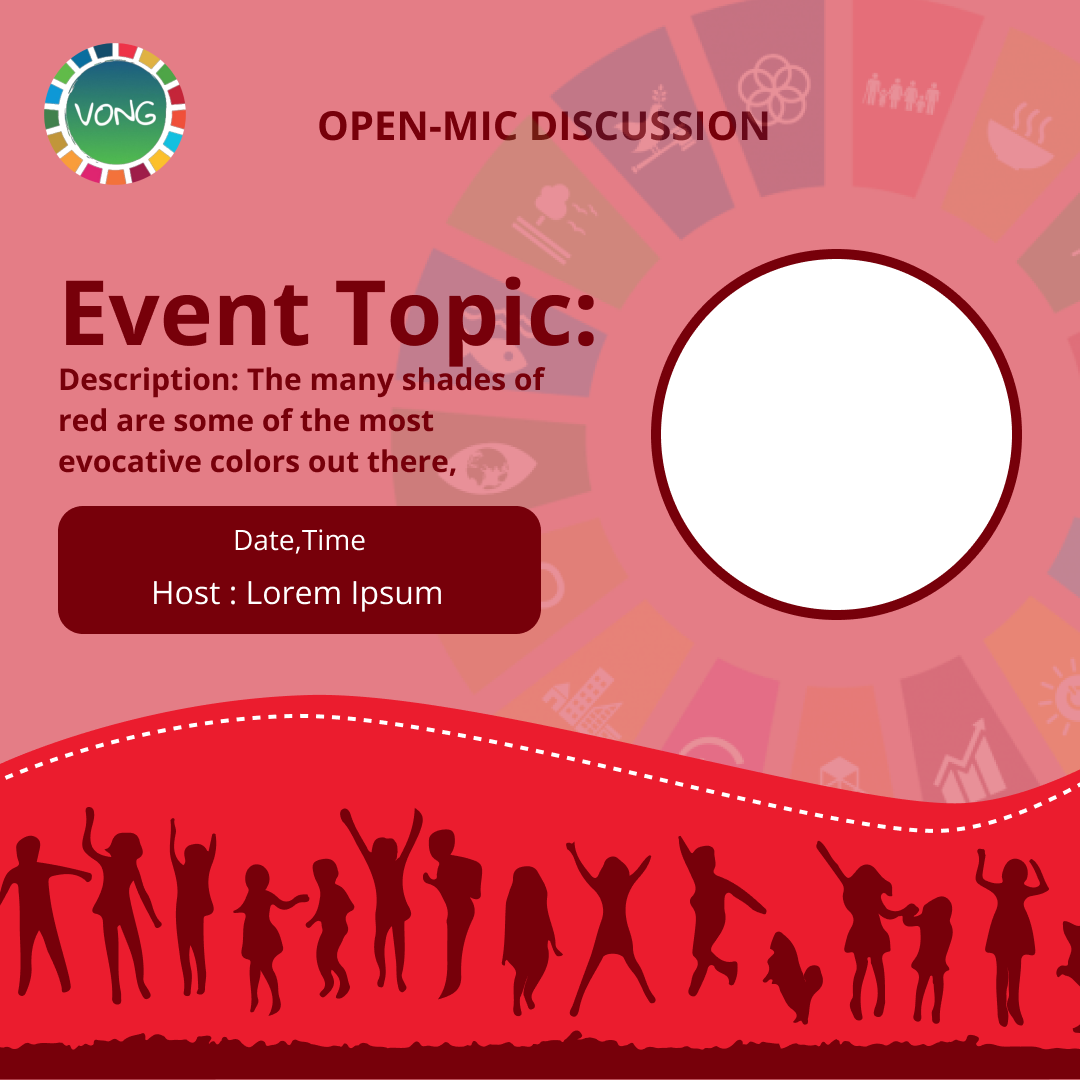 VONG
OPEN-MIC DISCUSSION
Event Topic:
Description: The many shades of
red are some of the most
evocative colors out there,
Date,Time
Host : Lorem Ipsum